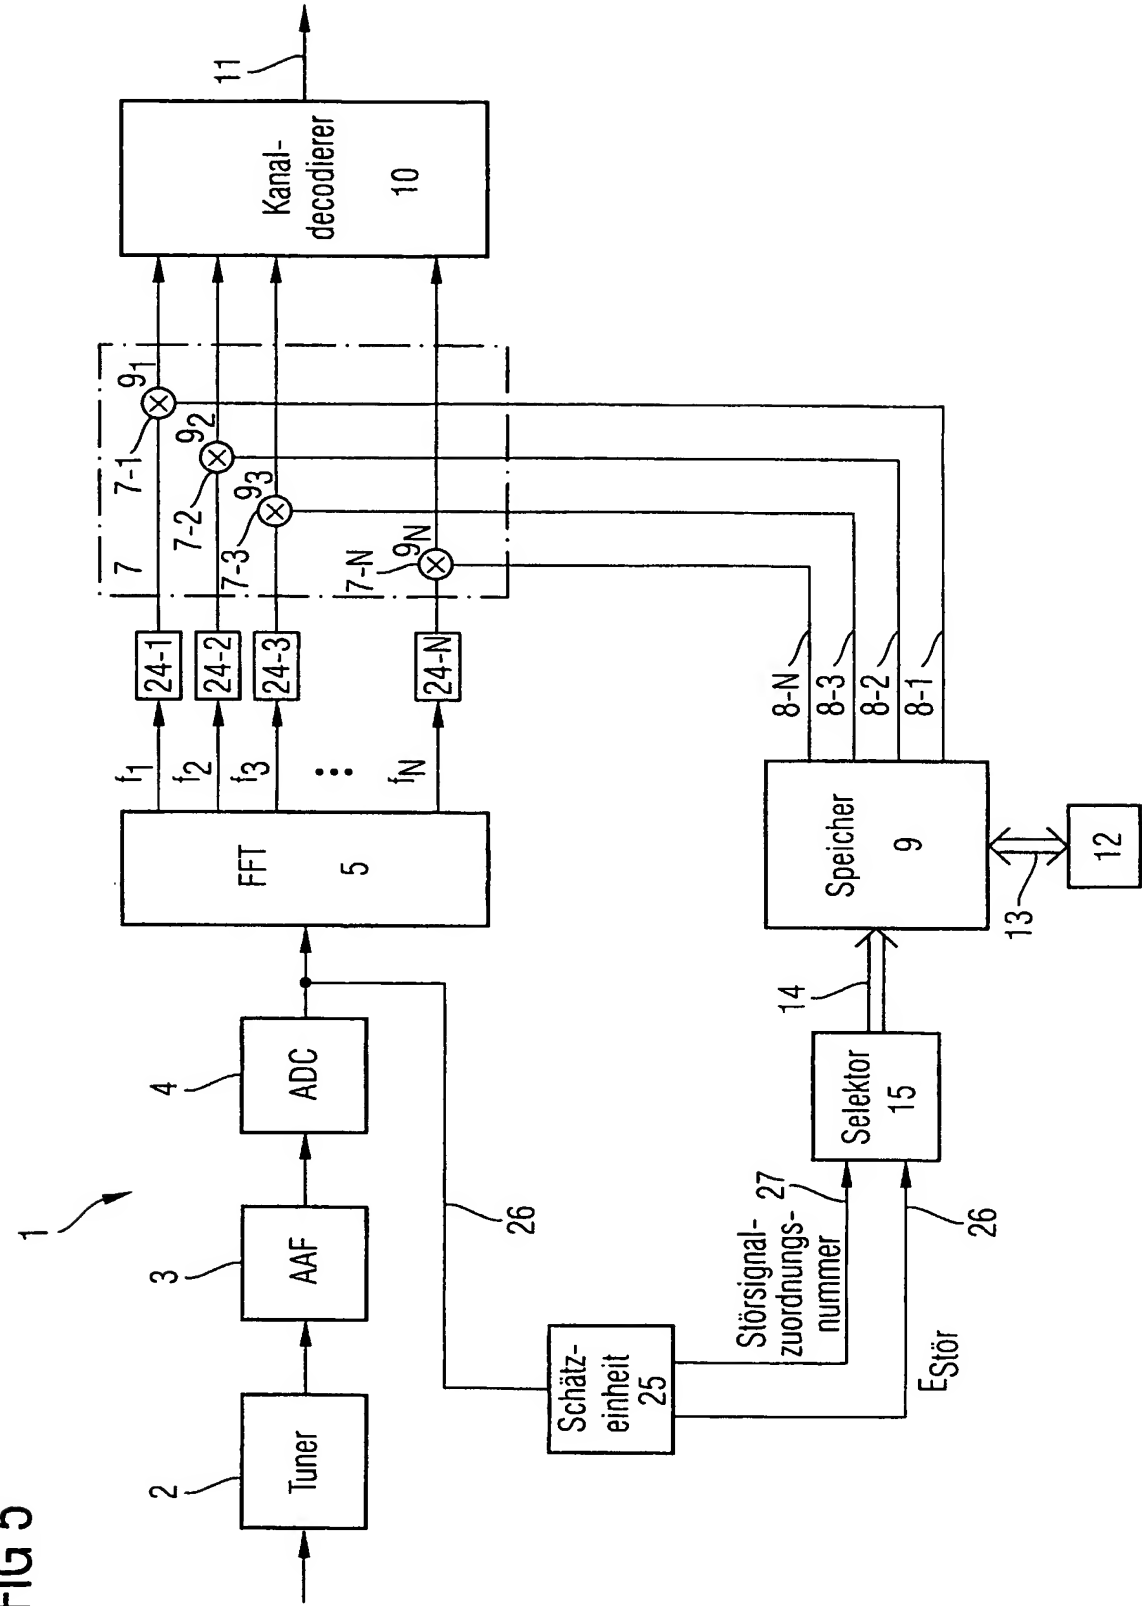 FIG 5
1
2
Tuner
3
AAF
4
ADC
FFT
5
f1
f2
f3
...
fN
24-1
24-2
24-3
24-N
7
7-1
7-2
7-3
7-N
91
92
93
9N
Kanal-
decodierer
10
11
26
Schätz-
einheit
25
Störsignal-
zuordnungs-
nummer
27
EStör
26
Selektor
15
14
Speicher
9
8-N
8-3
8-2
8-1
13
12